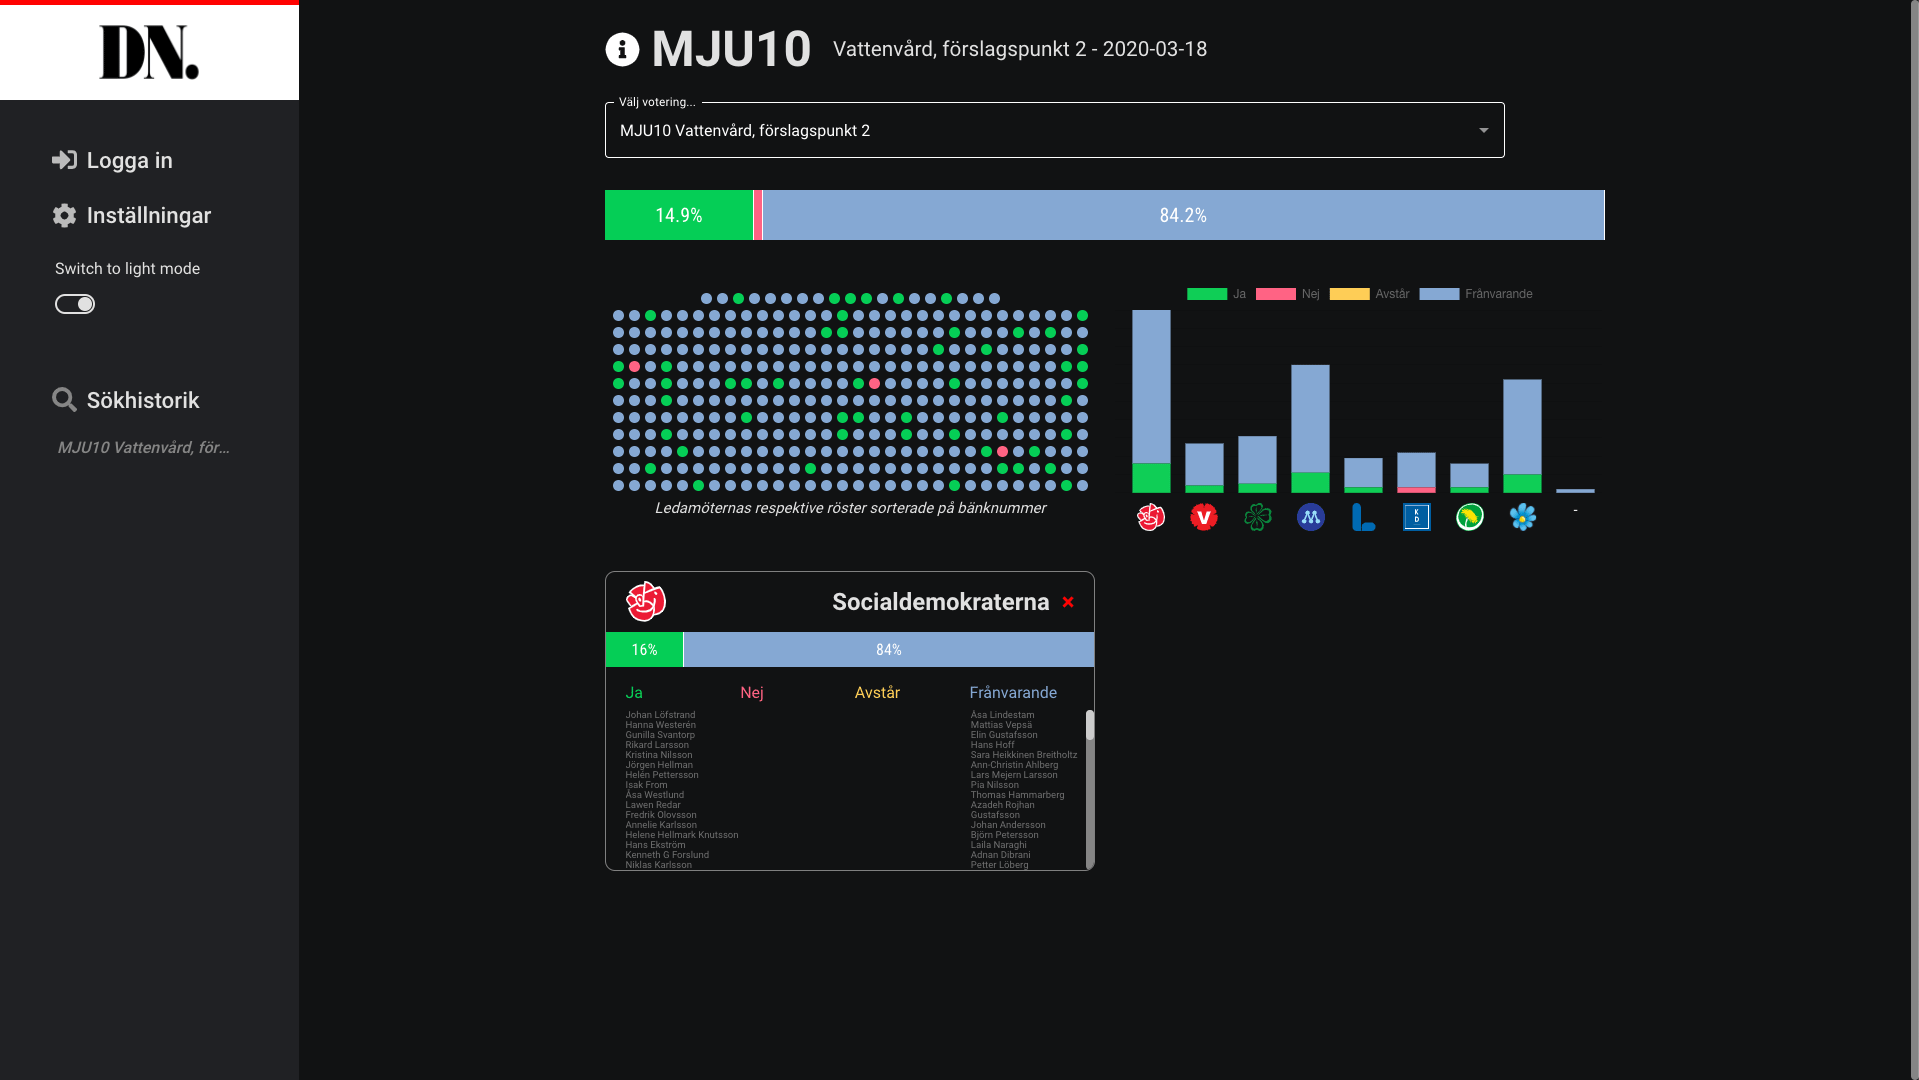 DN.
Logga in
Inställningar
Switch to light mode
Sökhistorik
MJU10 Vattenvård, för...
MJU10 Vattenvård, förslagspunkt 2 - 2020-03-18
Välj votering...
MJU10 Vattenvård, förslagspunkt 2
14.9% 84.2%
Ledamöternas respektive röster sorterade på bänknummer
Ja Nej Avstår Frånvarande
V M KD -
Socialdemokraterna ×
16% 84%
Ja
Johan Löfstrand
Hanna Westerén
Gunilla Svantorp
Rikard Larsson
Kristina Nilsson
Jörgen Hellman
Helén Pettersson
Isak From
Åsa Westlund
Lawen Redar
Fredrik Olovsson
Annelie Karlsson
Helene Hellmark Knutsson
Hans Ekström
Kenneth G Forslund
Niklas Karlsson
Nej
Avstår
Frånvarande
Åsa Lindestam
Mattias Vepsä
Elin Gustafsson
Hans Hoff
Sara Heikkinen Breitholtz
Ann-Christin Ahlberg
Lars Mejern Larsson
Pia Nilsson
Thomas Hammarberg
Azadeh Rojhan
Gustafsson
Johan Andersson
Björn Petersson
Laila Naraghi
Adnan Dibrani
Petter Löberg